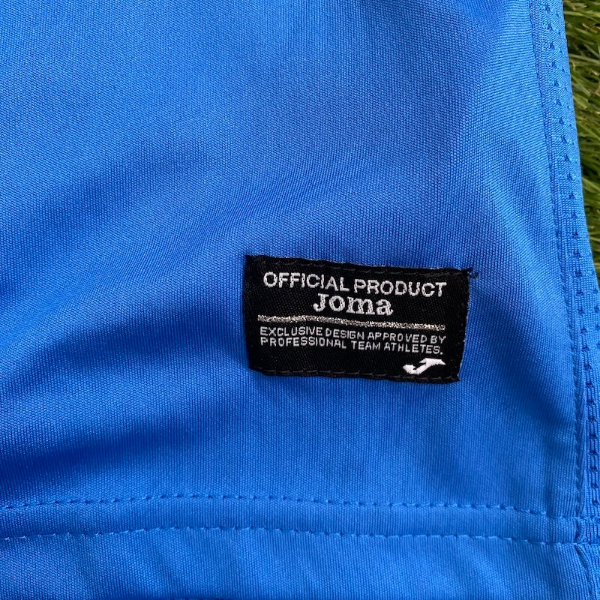 OFFICIAL PRODUCT
Joma
EXCLUSIVE DESIGN APPROVED BY
PROFESSIONAL TEAM ATHLETES.